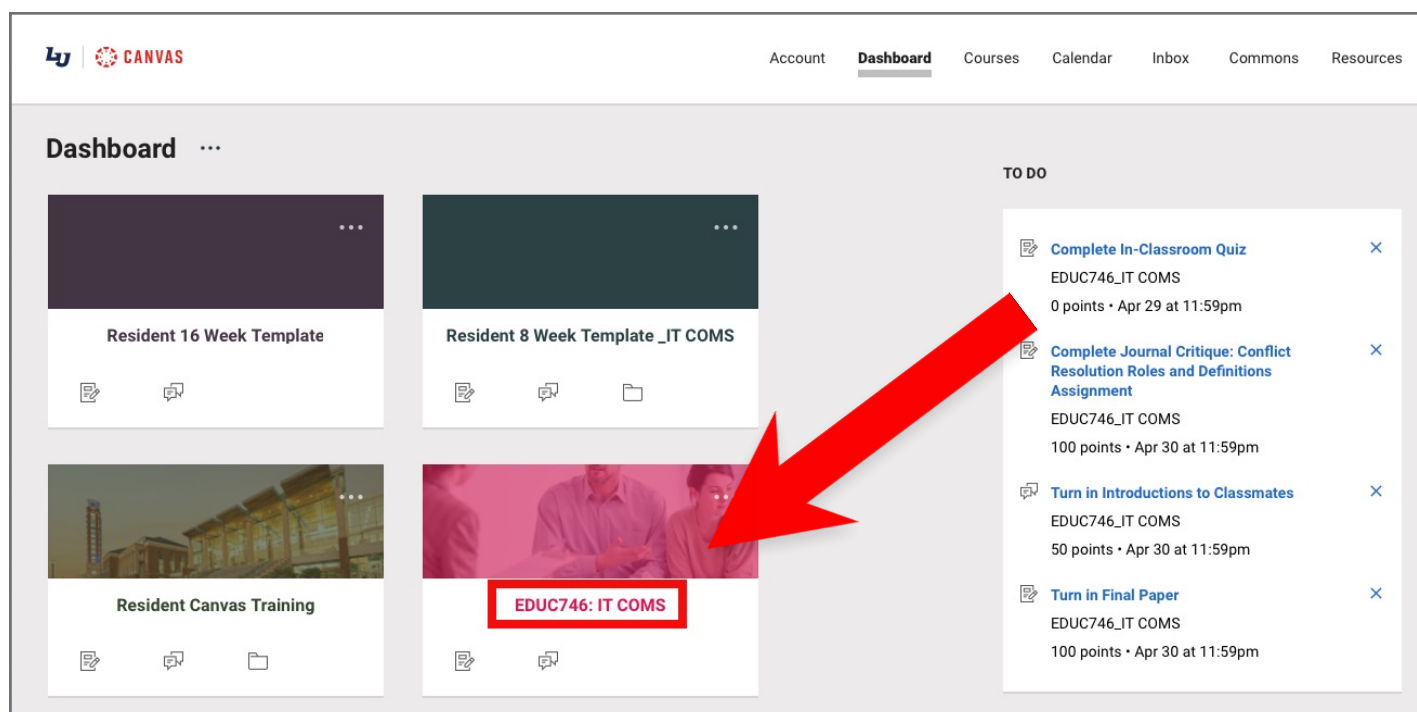 LU CANVAS
Account Dashboard Courses Calendar Inbox Commons Resources
Dashboard ...
Resident 16 Week Template
Resident 8 Week Template _IT COMS
Resident Canvas Training
EDUC746: IT COMS
TO DO
Complete In-Classroom Quiz
EDUC746_IT COMS
0 points • Apr 29 at 11:59pm
Complete Journal Critique: Conflict
Resolution Roles and Definitions
Assignment
EDUC746_IT COMS
100 points • Apr 30 at 11:59pm
Turn in Introductions to Classmates
EDUC746_IT COMS
50 points • Apr 30 at 11:59pm
Turn in Final Paper
EDUC746_IT COMS
100 points • Apr 30 at 11:59pm